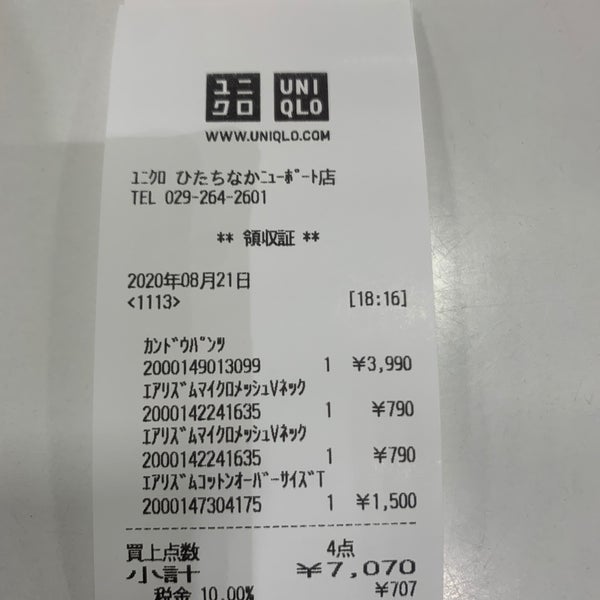 ユニ
クロ
UNI
QLO
WWW.UNIQLO.COM
ﾕﾆｸﾛ ひたちなかﾆｭｰﾎﾟｰﾄ店
TEL 029-264-2601
** 領収証 **
2020年08月21日
<1113> [18:16]
ｶﾝﾄﾞｳﾊﾟﾝﾂ
2000149013099 1 ¥3,990
ｴｱﾘｽﾞﾑﾏｲｸﾛﾒｯｼｭVﾈｯｸ
2000142241635 1 ¥790
ｴｱﾘｽﾞﾑﾏｲｸﾛﾒｯｼｭVﾈｯｸ
2000142241635 1 ¥790
ｴｱﾘｽﾞﾑｺｯﾄﾝｵｰﾊﾞｰｻｲｽﾞT
2000147304175 1 ¥1,500
買上点数 4点
小計 ¥7,070
税金 10.00% ¥707